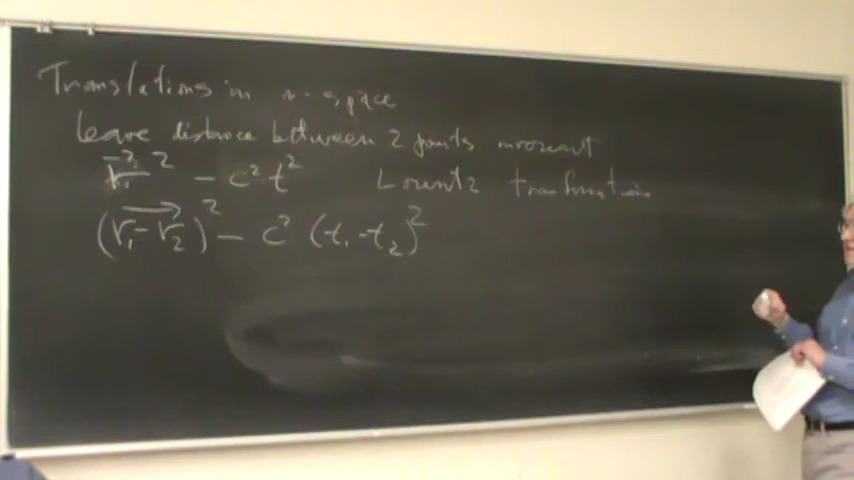 Translations in n-space
leave distance between 2 points invariant
r₁² - c² t² Lorentz transformations
(r₁ - r₂)² - c² (t₁ - t₂)²